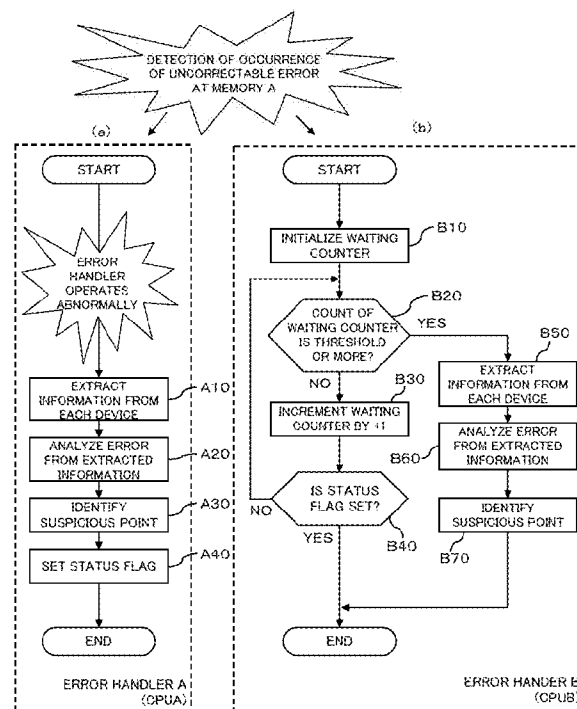 DETECTION OF OCCURRENCE
OF UNCORRECTABLE ERROR
AT MEMORY A
(a)
START
ERROR
HANDLER
OPERATES
ABNORMALLY
EXTRACT
INFORMATION FROM
EACH DEVICE
A10
ANALYZE ERROR
FROM EXTRACTED
INFORMATION
A20
IDENTIFY
SUSPICIOUS POINT
A30
SET STATUS FLAG
A40
END
ERROR HANDLER A
(CPUA)
(b)
START
INITIALIZE WAITING
COUNTER
B10
COUNT OF
WAITING COUNTER
IS THRESHOLD
OR MORE?
B20
YES
NO
INCREMENT WAITING
COUNTER BY +1
B30
IS STATUS
FLAG SET?
B40
NO
YES
EXTRACT
INFORMATION FROM
EACH DEVICE
B50
ANALYZE ERROR
FROM EXTRACTED
INFORMATION
B60
IDENTIFY
SUSPICIOUS POINT
B70
END
ERROR HANDER B
(CPUB)